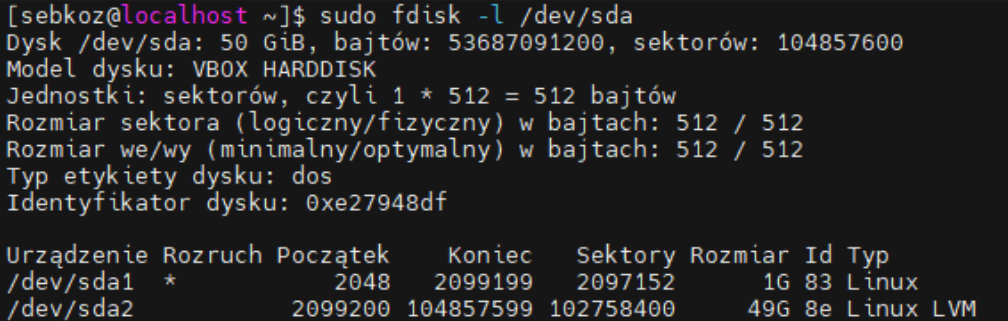 [sebkoz@localhost ~]$ sudo fdisk -l /dev/sda
Dysk /dev/sda: 50 GiB, bajtów: 53687091200, sektorów: 104857600
Model dysku: VBOX HARDDISK
Jednostki: sektorów, czyli 1 * 512 = 512 bajtów
Rozmiar sektora (logiczny/fizyczny) w bajtach: 512 / 512
Rozmiar we/wy (minimalny/optymalny) w bajtach: 512 / 512
Typ etykiety dysku: dos
Identyfikator dysku: 0xe27948df

Urządzenie Rozruch Początek    Koniec   Sektory Rozmiar Id Typ
/dev/sda1  *           2048   2099199   2097152      1G 83 Linux
/dev/sda2           2099200 104857599 102758400     49G 8e Linux LVM